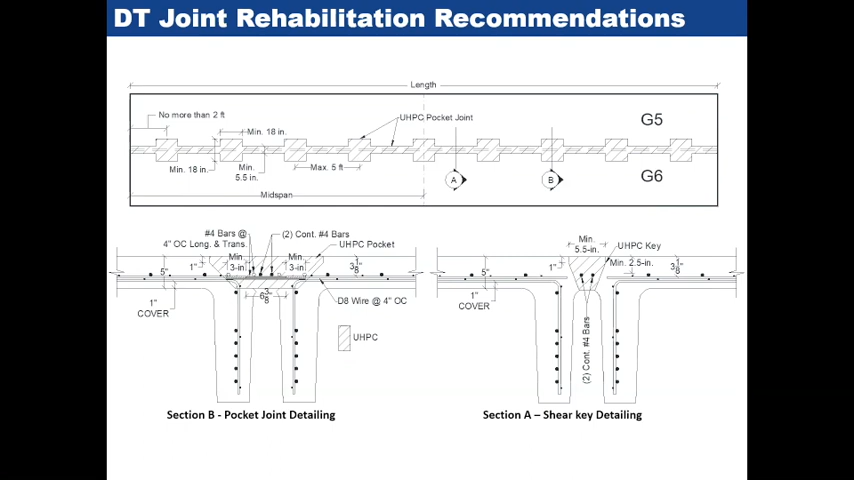 DT Joint Rehabilitation Recommendations
Length
No more than 2 ft
Min. 18 in.
UHPC Pocket Joint
G5
Min. 18 in.
Min.
5.5 in.
Max. 5 ft
A
B
G6
Midspan
#4 Bars @
4" OC Long. & Trans.
(2) Cont. #4 Bars
UHPC Pocket
Min.
3-in
Min.
3-in
1"
5"
3 1/8"
6 3/8"
1"
COVER
D8 Wire @ 4" OC
UHPC
Section B - Pocket Joint Detailing
Min.
5.5-in.
UHPC Key
Min. 2.5-in.
1"
5"
3 1/8"
1"
COVER
(2) Cont. #4 Bars
Section A – Shear key Detailing